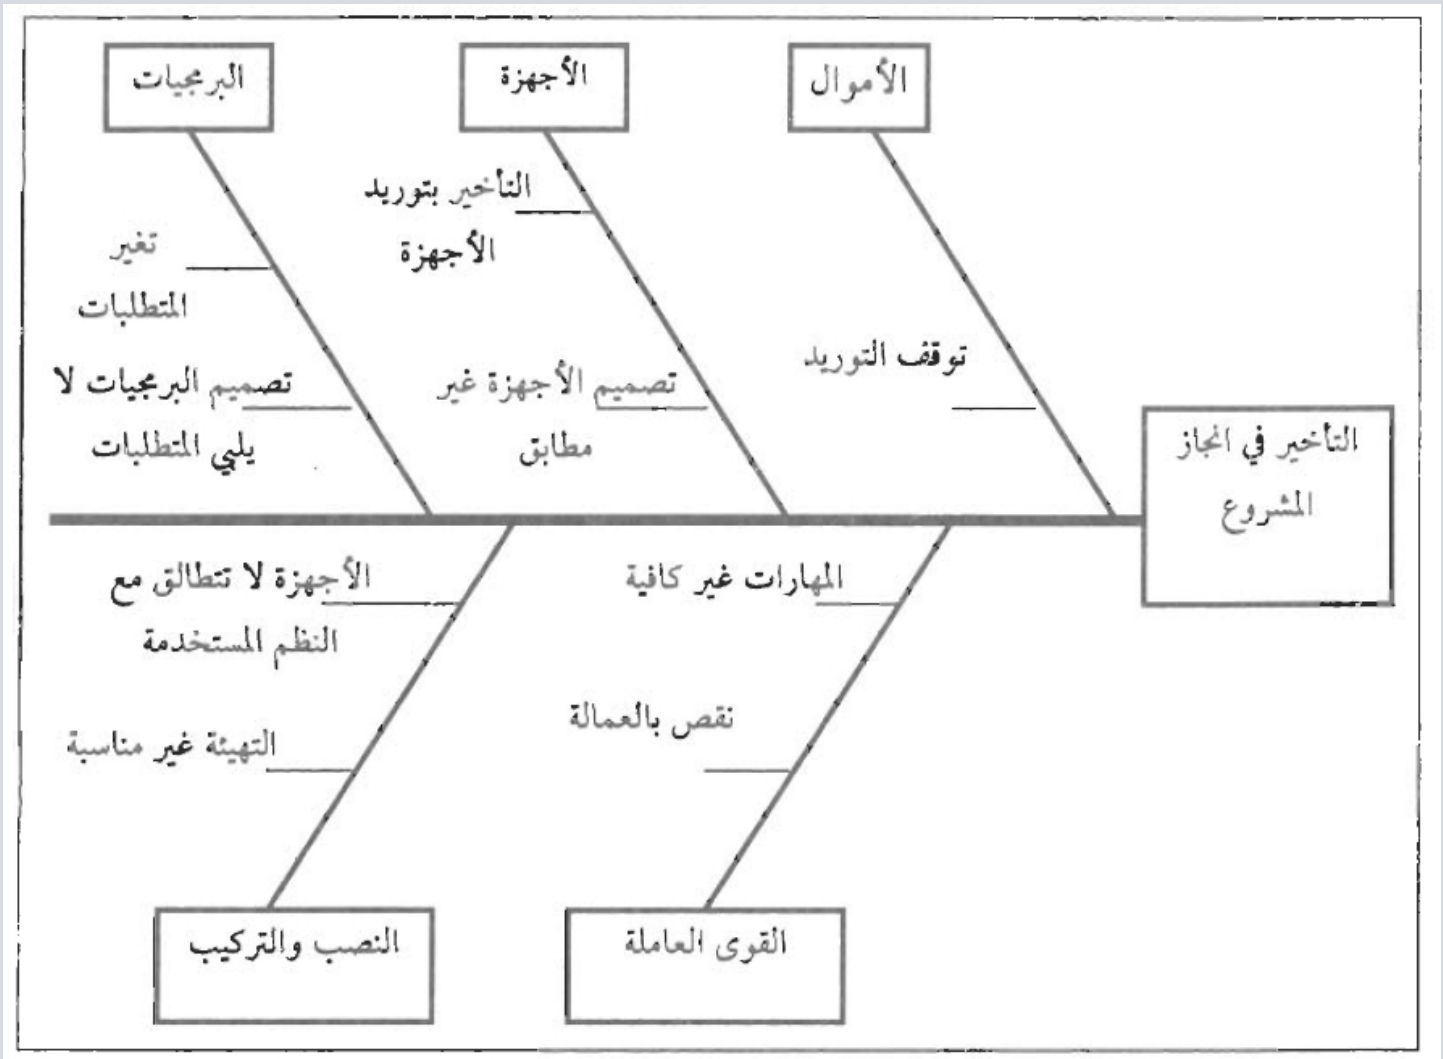 الأموال
الأجهزة
البرمجيات
التأخير بتوريد
الأجهزة
تغير
المتطلبات
توقف التوريد
تصميم الأجهزة غير
مطابق
تصميم البرمجيات لا
يلبي المتطلبات
التأخير في انجاز
المشروع
المهارات غير كافية
الأجهزة لا تتطالق مع
النظم المستخدمة
نقص بالعمالة
التهيئة غير مناسبة
القوى العاملة
النصب والتركيب